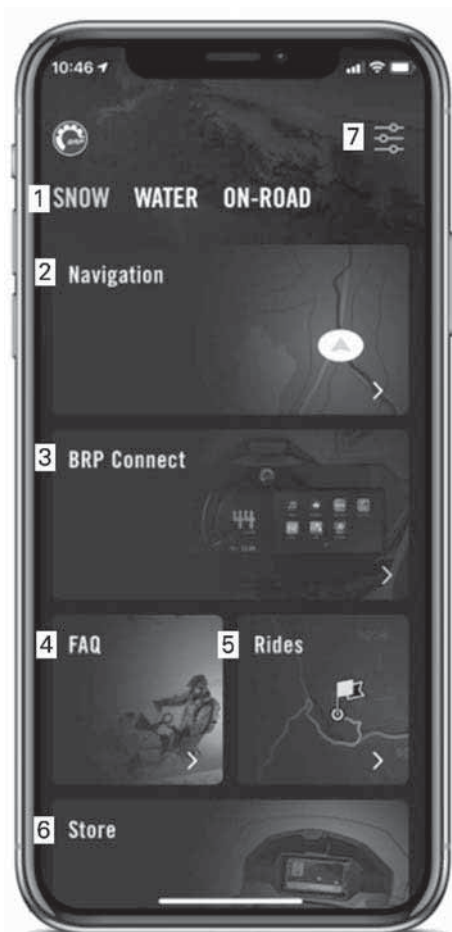 10:46
7
1 SNOW WATER ON-ROAD
2 Navigation
3 BRP Connect
4 FAQ 5 Rides
6 Store